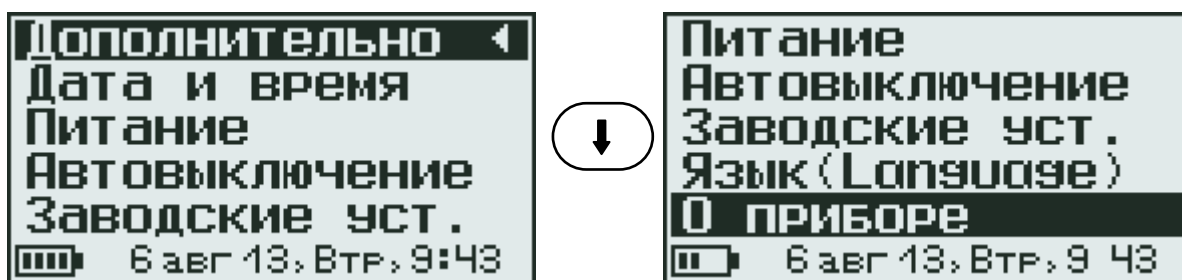 Дополнительно
Дата и время
Питание
Автовыключение
Заводские уст.
6 авг 13, Втр, 9:43
Питание
Автовыключение
Заводские уст.
Язык(Language)
О приборе
6 авг 13, Втр, 9 43